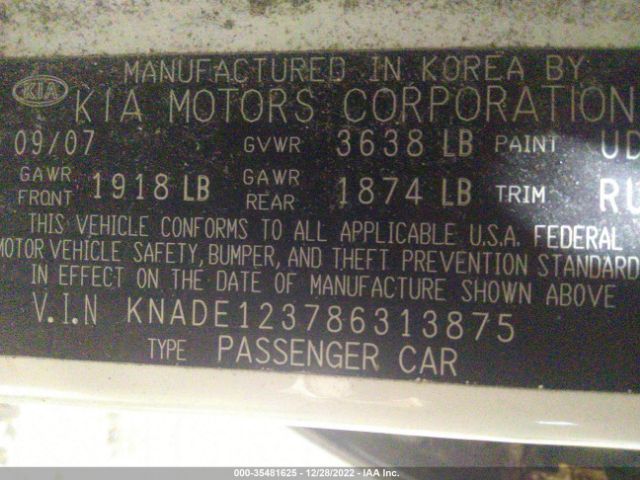 MANUFACTURED IN KOREA BY
KIA KIA MOTORS CORPORATION
09/07 GVWR 3638 LB PAINT UD
GAWR FRONT 1918 LB GAWR REAR 1874 LB TRIM RU
THIS VEHICLE CONFORMS TO ALL APPLICABLE U.S.A. FEDERAL
MOTOR VEHICLE SAFETY, BUMPER, AND THEFT PREVENTION STANDARD
IN EFFECT ON THE DATE OF MANUFACTURE SHOWN ABOVE
V.I.N KNADE123786313875
TYPE PASSENGER CAR
000-35481625 - 12/28/2022 - IAA Inc.